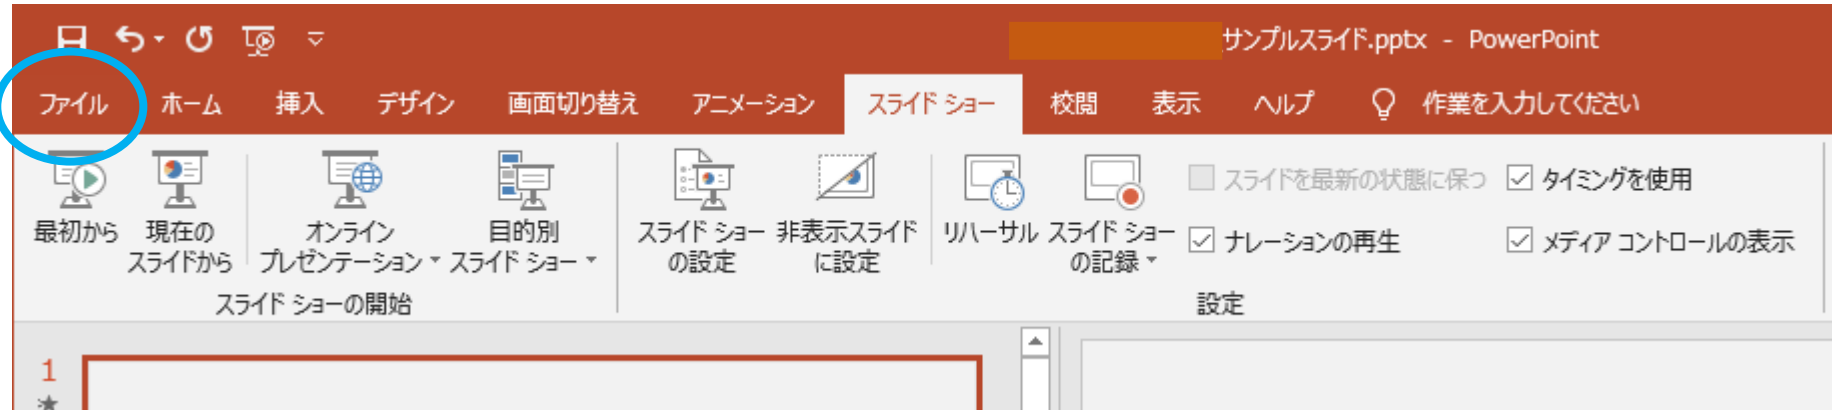 サンプルスライド.pptx - PowerPoint
ファイル ホーム 挿入 デザイン 画面切り替え アニメーション スライド ショー 校閲 表示 ヘルプ 作業を入力してください
最初から
現在の
スライドから
オンライン
プレゼンテーション
目的別
スライド ショー
スライド ショーの開始
スライド ショー
の設定
非表示スライド
に設定
リハーサル
スライド ショー
の記録
スライドを最新の状態に保つ
タイミングを使用
ナレーションの再生
メディア コントロールの表示
設定
1